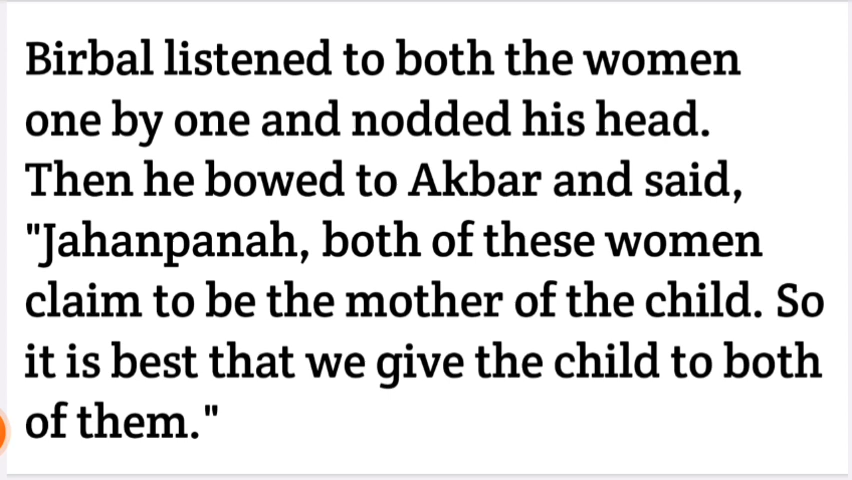 Birbal listened to both the women
one by one and nodded his head.
Then he bowed to Akbar and said,
"Jahanpanah, both of these women
claim to be the mother of the child. So
it is best that we give the child to both
of them."